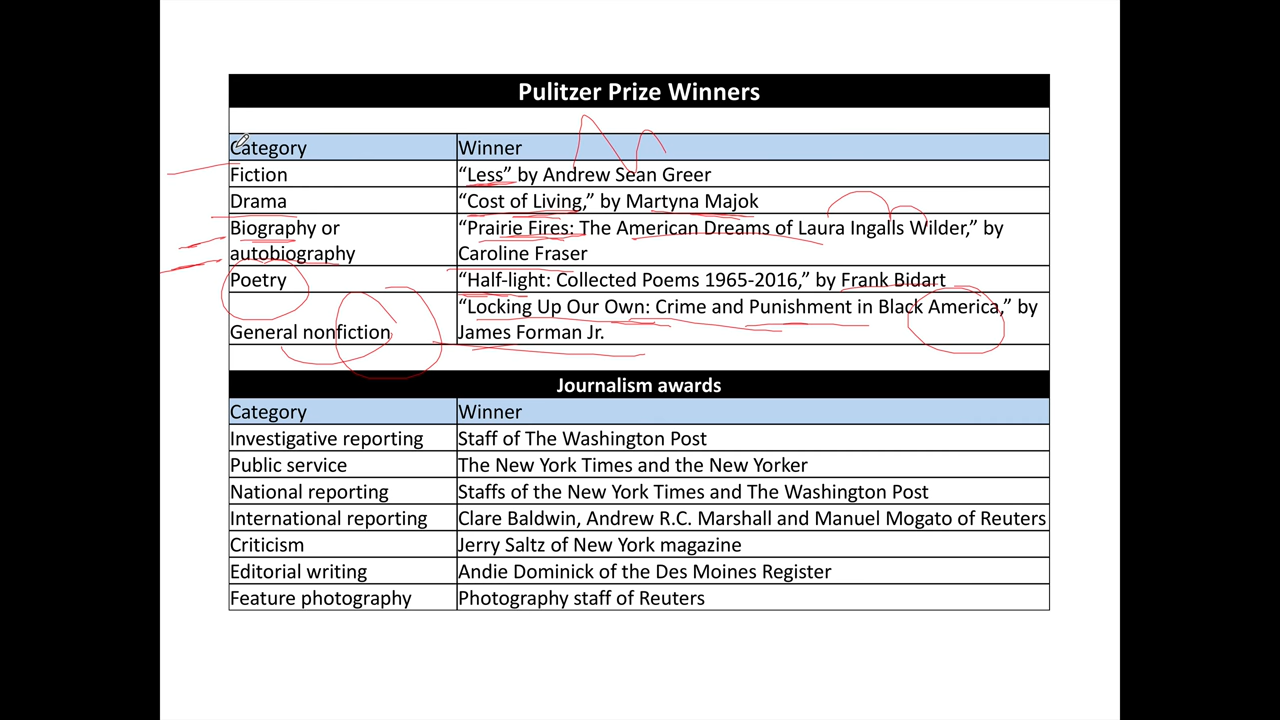 Pulitzer Prize Winners
Category Winner
Fiction “Less” by Andrew Sean Greer
Drama “Cost of Living,” by Martyna Majok
Biography or “Prairie Fires: The American Dreams of Laura Ingalls Wilder,” by
autobiography Caroline Fraser
Poetry “Half-light: Collected Poems 1965-2016,” by Frank Bidart
“Locking Up Our Own: Crime and Punishment in Black America,” by
General nonfiction James Forman Jr.
Journalism awards
Category Winner
Investigative reporting Staff of The Washington Post
Public service The New York Times and the New Yorker
National reporting Staffs of the New York Times and The Washington Post
International reporting Clare Baldwin, Andrew R.C. Marshall and Manuel Mogato of Reuters
Criticism Jerry Saltz of New York magazine
Editorial writing Andie Dominick of the Des Moines Register
Feature photography Photography staff of Reuters